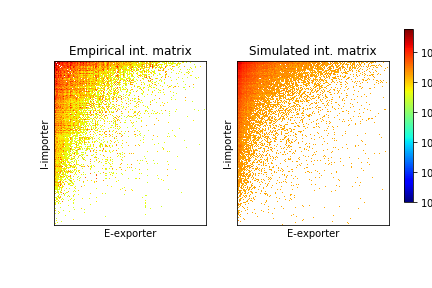 Empirical int. matrix
Simulated int. matrix
I-importer
E-exporter
I-importer
E-exporter
10
10
10
10
10
10